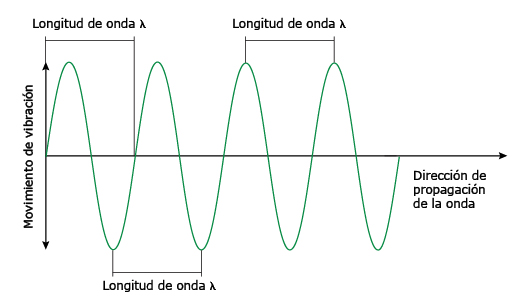 Longitud de onda λ
Longitud de onda λ
Movimiento de vibración
Dirección de
propagación
de la onda
Longitud de onda λ